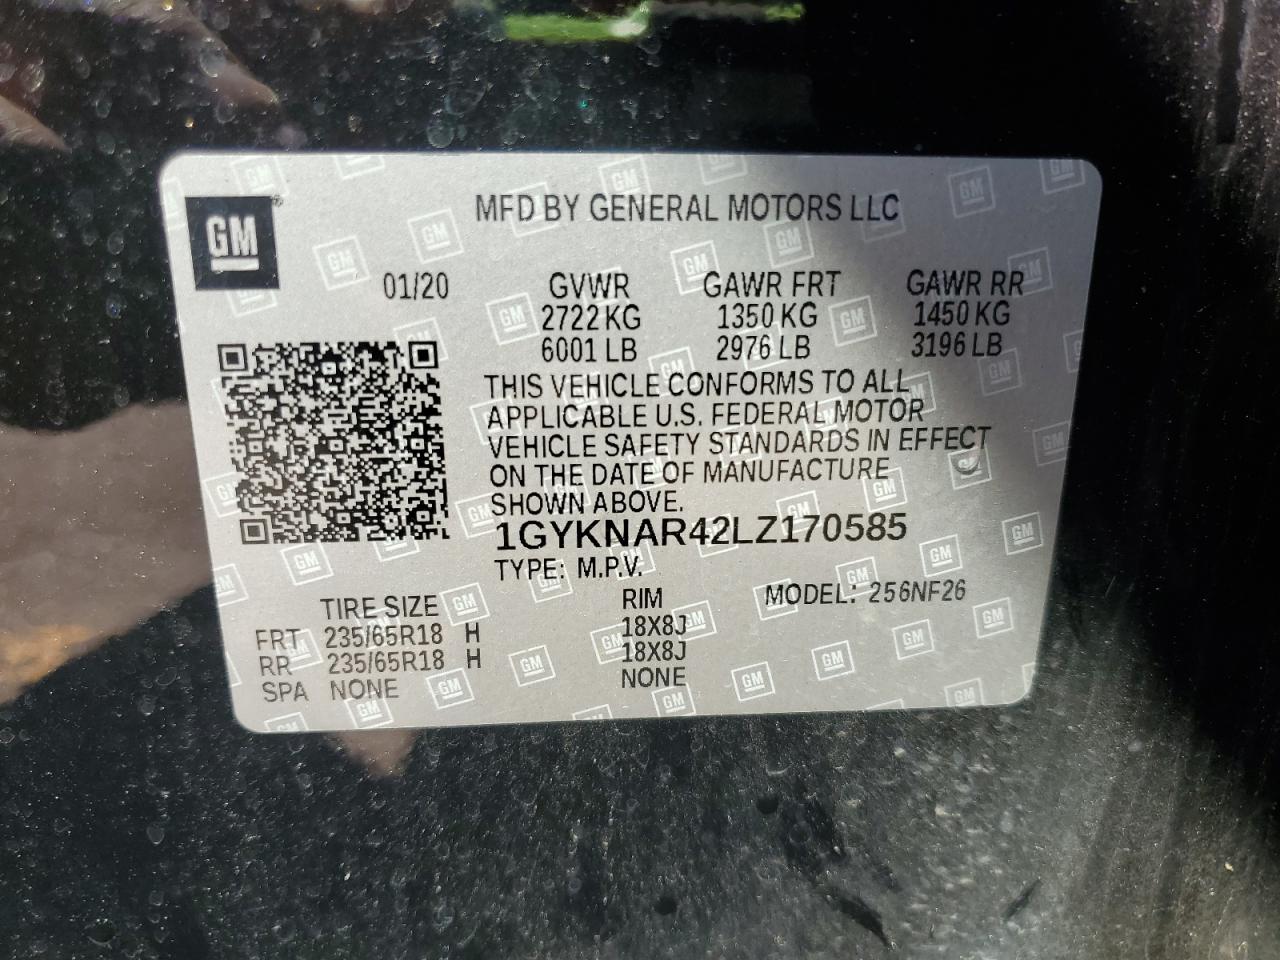 GM
MFD BY GENERAL MOTORS LLC
01/20 GVWR GAWR FRT GAWR RR
2722 KG 1350 KG 1450 KG
6001 LB 2976 LB 3196 LB
THIS VEHICLE CONFORMS TO ALL
APPLICABLE U.S. FEDERAL MOTOR
VEHICLE SAFETY STANDARDS IN EFFECT
ON THE DATE OF MANUFACTURE
SHOWN ABOVE.
1GYKNAR42LZ170585
TYPE: M.P.V.
TIRE SIZE RIM MODEL: 256NF26
FRT 235/65R18 H 18X8J
RR 235/65R18 H 18X8J
SPA NONE NONE